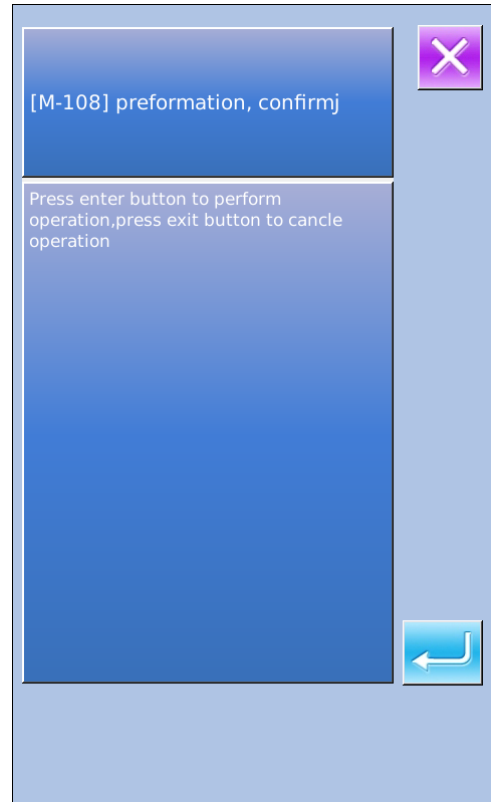 [M-108] preformation, confirmj
Press enter button to perform
operation,press exit button to cancle
operation